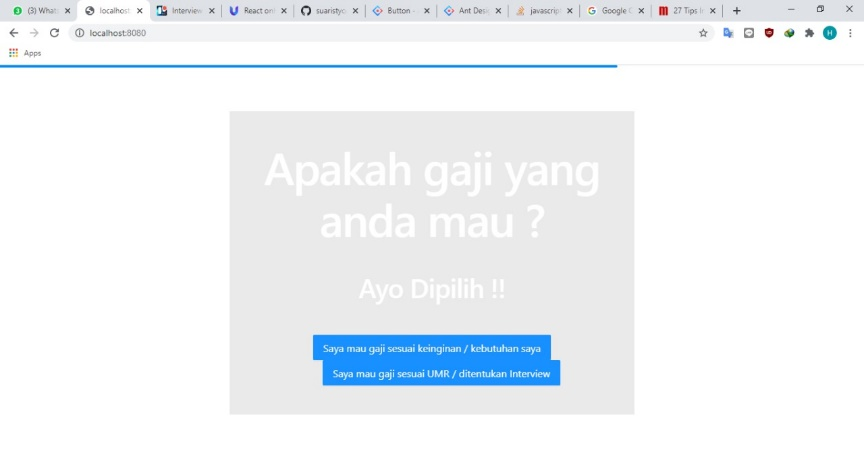 (3) What
localhost
Interview
React onl
suaristyo
Button -
Ant Desi
javascrip
Google
27 Tips
localhost:8080
H
Apps
Apakah gaji yang
anda mau ?
Ayo Dipilih !!
Saya mau gaji sesuai keinginan / kebutuhan saya
Saya mau gaji sesuai UMR / ditentukan Interview